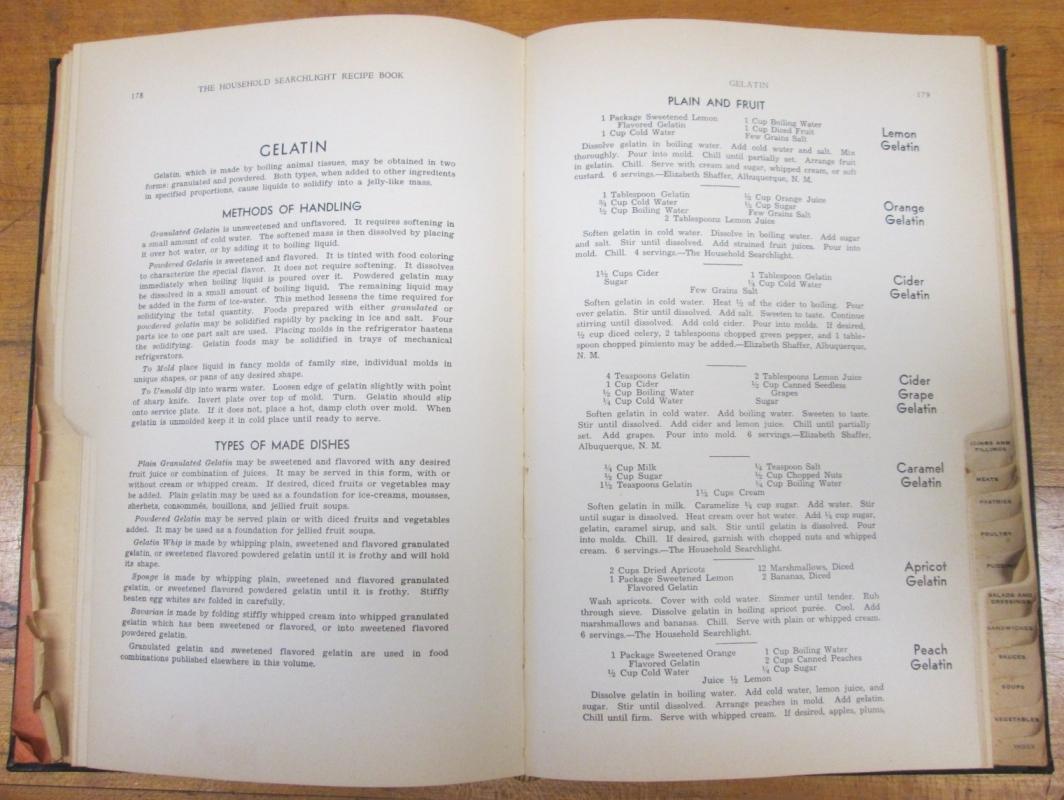 178
THE HOUSEHOLD SEARCHLIGHT RECIPE BOOK
GELATIN
Gelatin, which is made by boiling animal tissues, may be obtained in two
forms: granulated and powdered. Both types, when added to other ingredients
in specified proportions, cause liquids to solidify into a jelly-like mass.
METHODS OF HANDLING
Granulated Gelatin is unsweetened and unflavored. It requires softening in
a small amount of cold water. The softened mass is then dissolved by placing
it over hot water, or by adding it to boiling liquid.
Powdered Gelatin is sweetened and flavored. It is tinted with food coloring
to characterize the special flavor. It does not require softening. It dissolves
immediately when boiling liquid is poured over it. Powdered gelatin may
be dissolved in a small amount of boiling liquid. The remaining liquid may
be added in the form of ice-water. This method lessens the time required for
solidifying the total quantity. Foods prepared with either granulated or
powdered gelatin may be solidified rapidly by packing in ice and salt. Four
parts ice to one part salt are used. Placing molds in the refrigerator hastens
the solidifying. Gelatin foods may be solidified in trays of mechanical
refrigerators.
To Mold place liquid in fancy molds of family size, individual molds in
unique shapes, or pans of any desired shape.
To Unmold dip into warm water. Loosen edge of gelatin slightly with point
of sharp knife. Invert plate over top of mold. Turn. Gelatin should slip
onto service plate. If it does not, place a hot, damp cloth over mold. When
gelatin is unmolded keep it in cold place until ready to serve.
TYPES OF MADE DISHES
Plain Granulated Gelatin may be sweetened and flavored with any desired
fruit juice or combination of juices. It may be served in this form, with or
without cream or whipped cream. If desired, diced fruits or vegetables may
be added. Plain gelatin may be used as a foundation for ice-creams, mousses,
sherbets, consommés, bouillons, and jellied fruit soups.
Powdered Gelatin may be served plain or with diced fruits and vegetables
added. It may be used as a foundation for jellied fruit soups.
Gelatin Whip is made by whipping plain, sweetened and flavored granulated
gelatin, or sweetened flavored powdered gelatin until it is frothy and will hold
its shape.
Sponge is made by whipping plain, sweetened and flavored granulated
gelatin, or sweetened flavored powdered gelatin until it is frothy. Stiffly
beaten egg whites are folded in carefully.
Bavarian is made by folding stiffly whipped cream into whipped granulated
gelatin which has been sweetened or flavored, or into sweetened flavored
powdered gelatin.
Granulated gelatin and sweetened flavored gelatin are used in food
combinations published elsewhere in this volume.
GELATIN
179
PLAIN AND FRUIT
Lemon
Gelatin
1 Package Sweetened Lemon
Flavored Gelatin
1 Cup Cold Water
1 Cup Boiling Water
1 Cup Diced Fruit
Few Grains Salt
Dissolve gelatin in boiling water. Add cold water and salt. Mix
thoroughly. Pour into mold. Chill until partially set. Arrange fruit
in gelatin. Chill. Serve with cream and sugar, whipped cream, or soft
custard. 6 servings.—Elizabeth Shaffer, Albuquerque, N. M.
Orange
Gelatin
1 Tablespoon Gelatin
Cup Cold Water
½ Cup Boiling Water
½ Cup Orange Juice
½ Cup Sugar
Few Grains Salt
2 Tablespoons Lemon Juice
Soften gelatin in cold water. Dissolve in boiling water. Add sugar
and salt. Stir until dissolved. Add strained fruit juices. Pour into
mold. Chill. 4 servings.—The Household Searchlight.
Cider
Gelatin
1½ Cups Cider
Sugar
1 Tablespoon Gelatin
¼ Cup Cold Water
Few Grains Salt
Soften gelatin in cold water. Heat ½ of the cider to boiling. Pour
over gelatin. Stir until dissolved. Add salt. Sweeten to taste. Continue
stirring until dissolved. Add cold cider. Pour into molds. If desired,
½ cup diced celery, 2 tablespoons chopped green pepper, and 1 table-
spoon chopped pimiento may be added.—Elizabeth Shaffer, Albuquerque,
N. M.
Cider
Grape
Gelatin
4 Teaspoons Gelatin
1 Cup Cider
½ Cup Boiling Water
¼ Cup Cold Water
2 Tablespoons Lemon Juice
½ Cup Canned Seedless
Grapes
Sugar
Soften gelatin in cold water. Add boiling water. Sweeten to taste.
Stir until dissolved. Add cider and lemon juice. Chill until partially
set. Add grapes. Pour into mold. 6 servings.—Elizabeth Shaffer,
Albuquerque, N. M.
Caramel
Gelatin
¼ Cup Milk
½ Cup Sugar
1½ Teaspoons Gelatin
¼ Teaspoon Salt
½ Cup Chopped Nuts
¼ Cup Boiling Water
1½ Cups Cream
Soften gelatin in milk. Caramelize ¼ cup sugar. Add water. Stir
until sugar is dissolved. Heat cream over hot water. Add ¼ cup sugar,
gelatin, caramel sirup, and salt. Stir until gelatin is dissolved. Pour
into molds. Chill. If desired, garnish with chopped nuts and whipped
cream. 6 servings.—The Household Searchlight.
Apricot
Gelatin
2 Cups Dried Apricots
1 Package Sweetened Lemon
Flavored Gelatin
12 Marshmallows, Diced
2 Bananas, Diced
Wash apricots. Cover with cold water. Simmer until tender. Rub
through sieve. Dissolve gelatin in boiling apricot purée. Cool. Add
marshmallows and bananas. Chill. Serve with plain or whipped cream.
6 servings.—The Household Searchlight.
Peach
Gelatin
1 Package Sweetened Orange
Flavored Gelatin
½ Cup Cold Water
1 Cup Boiling Water
2 Cups Canned Peaches
¼ Cup Sugar
Juice ½ Lemon
Dissolve gelatin in boiling water. Add cold water, lemon juice, and
sugar. Stir until dissolved. Arrange peaches in mold. Add gelatin.
Chill until firm. Serve with whipped cream. If desired, apples, plums,
FILLINGS
MEATS
PASTRIES
POULTRY
SALADS AND
DRESSINGS
SANDWICHES
SAUCES
SOUPS
VEGETABLES
INDEX